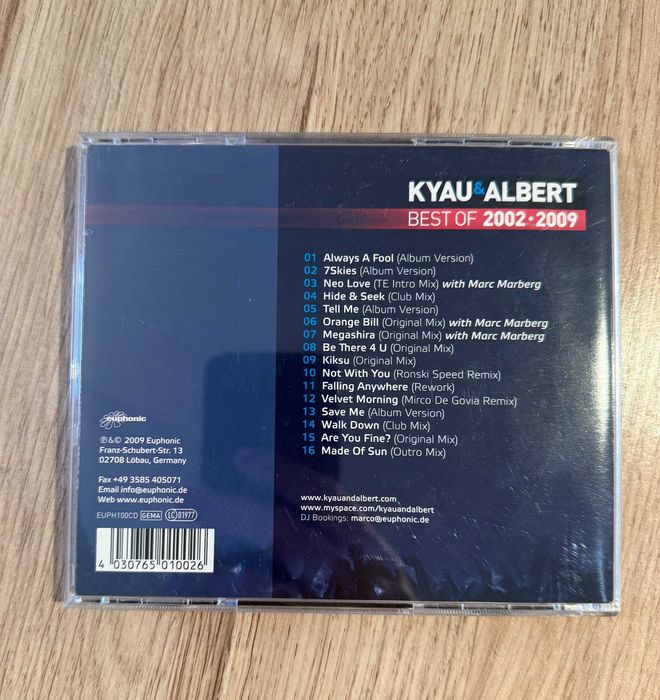 KYAU&ALBERT
BEST OF 2002·2009
01 Always A Fool (Album Version)
02 7Skies (Album Version)
03 Neo Love (TE Intro Mix) with Marc Marberg
04 Hide & Seek (Club Mix)
05 Tell Me (Album Version)
06 Orange Bill (Original Mix) with Marc Marberg
07 Megashira (Original Mix) with Marc Marberg
08 Be There 4 U (Original Mix)
09 Kiksu (Original Mix)
10 Not With You (Ronski Speed Remix)
11 Falling Anywhere (Rework)
12 Velvet Morning (Mirco De Govia Remix)
13 Save Me (Album Version)
14 Walk Down (Club Mix)
15 Are You Fine? (Original Mix)
16 Made Of Sun (Outro Mix)
euphonic
℗&© 2009 Euphonic
Franz-Schubert-Str. 13
02708 Löbau, Germany
Fax +49 3585 405071
Email info@euphonic.de
Web www.euphonic.de
EUPH100CD GEMA LC 01977
4 030765 010026
www.kyauandalbert.com
www.myspace.com/kyauandalbert
DJ Bookings: marco@euphonic.de